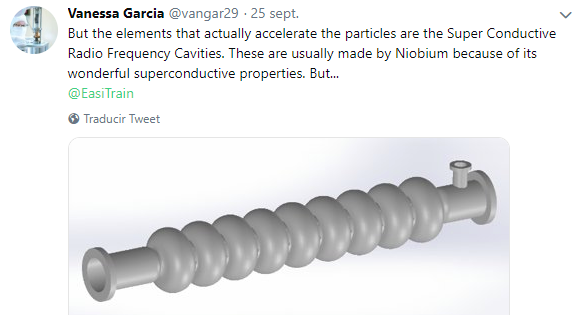 Vanessa Garcia @vangar29 · 25 sept.
But the elements that actually accelerate the particles are the Super Conductive
Radio Frequency Cavities. These are usually made by Niobium because of its
wonderful superconductive properties. But...
@EasiTrain
Traducir Tweet